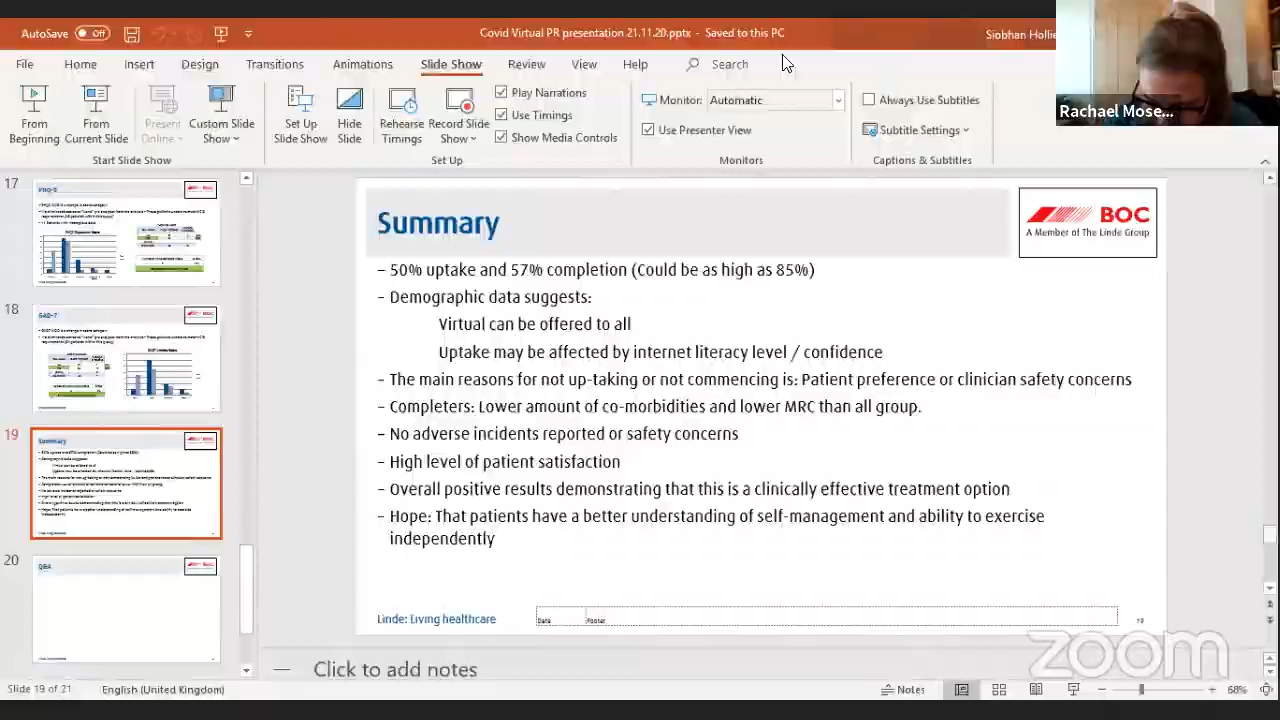 AutoSave Off
Covid Virtual PR presentation 21.11.20.pptx - Saved to this PC
Siobhan Hollie
File Home Insert Design Transitions Animations Slide Show Review View Help Search
From Beginning
From Current Slide
Present Online
Custom Slide Show
Start Slide Show
Set Up Slide Show
Hide Slide
Rehearse Timings
Record Slide Show
Play Narrations
Use Timings
Show Media Controls
Set Up
Monitor: Automatic
Use Presenter View
Monitors
Always Use Subtitles
Subtitle Settings
Captions & Subtitles
Rachael Mose...
17
PHQ-9
18
GAD-7
19
Summary
20
Q&A
Summary
BOC
A Member of The Linde Group
– 50% uptake and 57% completion (Could be as high as 85%)
– Demographic data suggests:
Virtual can be offered to all
Uptake may be affected by internet literacy level / confidence
– The main reasons for not up-taking or not commencing is: Patient preference or clinician safety concerns
– Completers: Lower amount of co-morbidities and lower MRC than all group.
– No adverse incidents reported or safety concerns
– High level of patient satisfaction
– Overall positive results demonstrating that this is clinically effective treatment option
– Hope: That patients have a better understanding of self-management and ability to exercise
independently
Linde: Living healthcare
Date
Footer
19
zoom
Click to add notes
Slide 19 of 21
English (United Kingdom)
Notes
68%